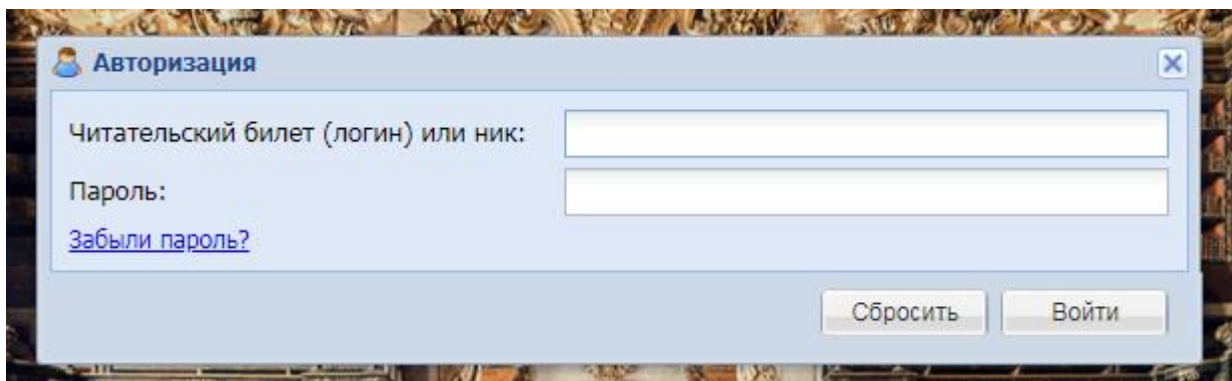 Авторизация
Читательский билет (логин) или ник:
Пароль:
Забыли пароль?
Сбросить Войти